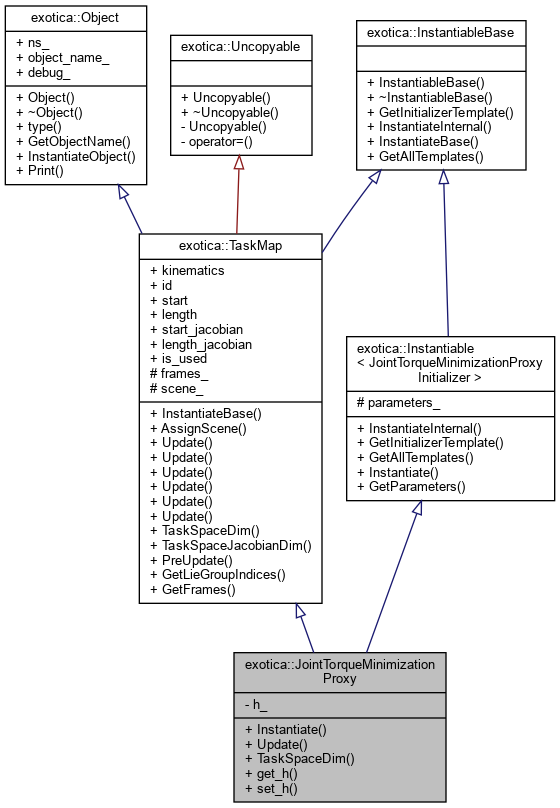 exotica::Object
+ ns_
+ object_name_
+ debug_
+ Object()
+ ~Object()
+ type()
+ GetObjectName()
+ InstantiateObject()
+ Print()
exotica::Uncopyable
+ Uncopyable()
+ ~Uncopyable()
- Uncopyable()
- operator=()
exotica::InstantiableBase
+ InstantiableBase()
+ ~InstantiableBase()
+ GetInitializerTemplate()
+ InstantiateInternal()
+ InstantiateBase()
+ GetAllTemplates()
exotica::TaskMap
+ kinematics
+ id
+ start
+ length
+ start_jacobian
+ length_jacobian
+ is_used
# frames_
# scene_
+ InstantiateBase()
+ AssignScene()
+ Update()
+ Update()
+ Update()
+ Update()
+ Update()
+ Update()
+ TaskSpaceDim()
+ TaskSpaceJacobianDim()
+ PreUpdate()
+ GetLieGroupIndices()
+ GetFrames()
exotica::Instantiable
< JointTorqueMinimizationProxy
Initializer >
# parameters_
+ InstantiateInternal()
+ GetInitializerTemplate()
+ GetAllTemplates()
+ Instantiate()
+ GetParameters()
exotica::JointTorqueMinimization
Proxy
- h_
+ Instantiate()
+ Update()
+ TaskSpaceDim()
+ get_h()
+ set_h()